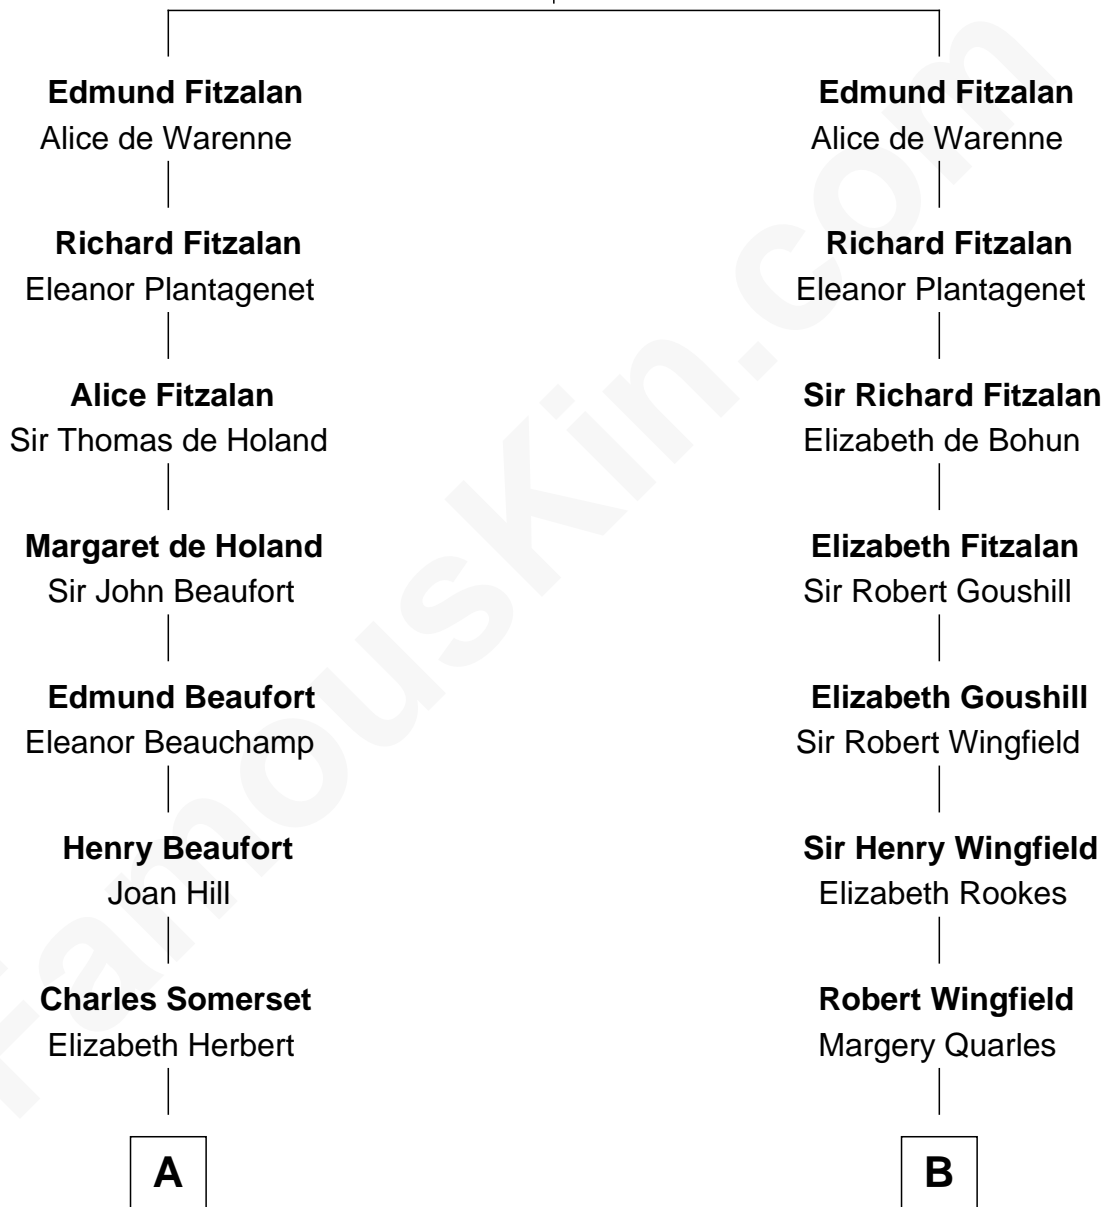 Edmund Fitzalan
Alice de Warenne
Richard Fitzalan
Eleanor Plantagenet
Alice Fitzalan
Sir Thomas de Holand
Margaret de Holand
Sir John Beaufort
Edmund Beaufort
Eleanor Beauchamp
Henry Beaufort
Joan Hill
Charles Somerset
Elizabeth Herbert
A
Edmund Fitzalan
Alice de Warenne
Richard Fitzalan
Eleanor Plantagenet
Sir Richard Fitzalan
Elizabeth de Bohun
Elizabeth Fitzalan
Sir Robert Goushill
Elizabeth Goushill
Sir Robert Wingfield
Sir Henry Wingfield
Elizabeth Rookes
Robert Wingfield
Margery Quarles
B
FamousKin.com